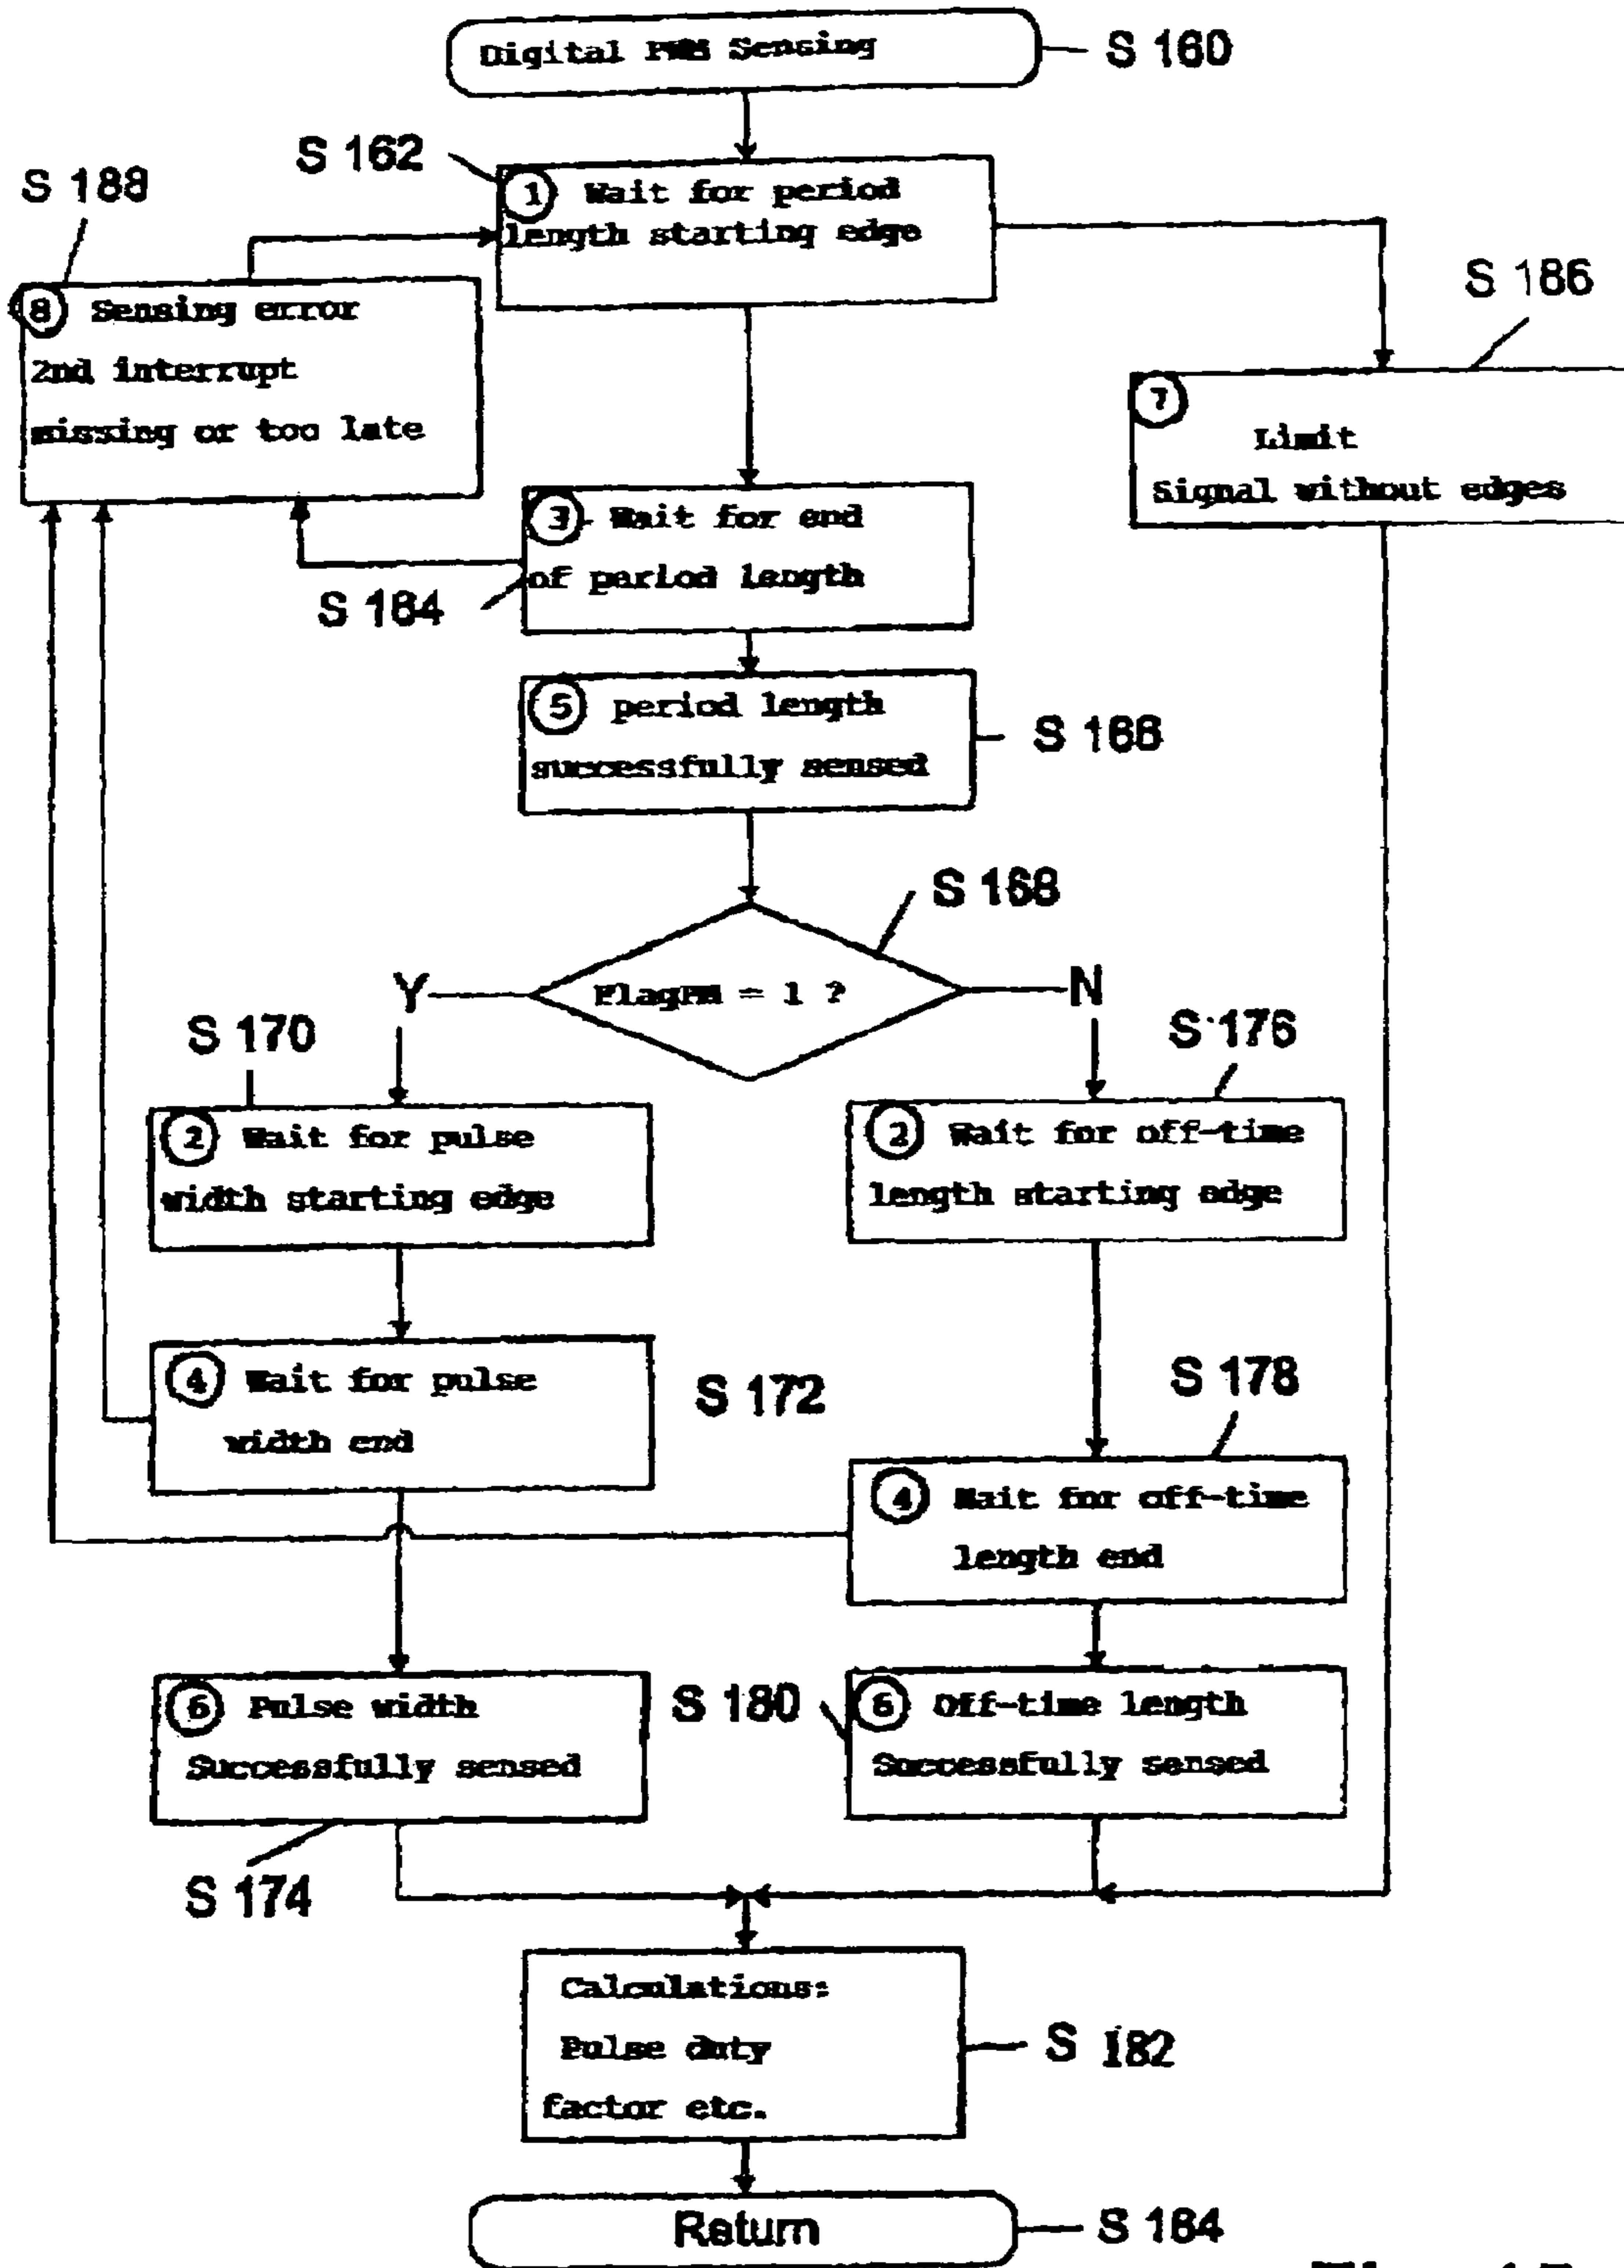 Digital PWM Sensing
S 160
S 162
S 188
① Wait for period
length starting edge
S 186
⑧ Sensing error
2nd interrupt
missing or too late
⑦
Limit
Signal without edges
③ Wait for end
of period length
S 164
⑤ period length
successfully sensed
S 166
S 168
Y
FlagPW = 1 ?
N
S 170
S 176
② Wait for pulse
width starting edge
② Wait for off-time
length starting edge
④ Wait for pulse
width end
S 172
S 178
④ Wait for off-time
length end
⑥ Pulse width
Successfully sensed
S 180
⑥ Off-time length
Successfully sensed
S 174
Calculations:
Pulse duty
factor etc.
S 182
Return
S 184